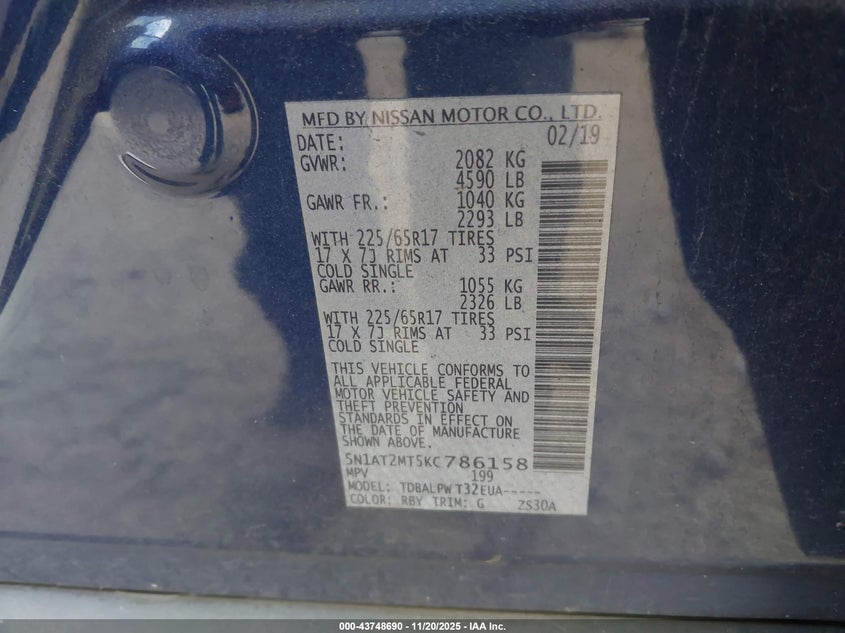 MFD BY NISSAN MOTOR CO., LTD.
DATE: 02/19
GVWR: 2082 KG
4590 LB
GAWR FR.: 1040 KG
2293 LB
WITH 225/65R17 TIRES
17 X 7J RIMS AT 33 PSI
COLD SINGLE
GAWR RR.: 1055 KG
2326 LB
WITH 225/65R17 TIRES
17 X 7J RIMS AT 33 PSI
COLD SINGLE
THIS VEHICLE CONFORMS TO
ALL APPLICABLE FEDERAL
MOTOR VEHICLE SAFETY AND
THEFT PREVENTION
STANDARDS IN EFFECT ON
THE DATE OF MANUFACTURE
SHOWN ABOVE.
5N1AT2MT5KC786158
MPV 199
MODEL: TDBALPWT32EUA-----
COLOR: RBY TRIM: G ZS30A
000-43748690 - 11/20/2025 - IAA Inc.